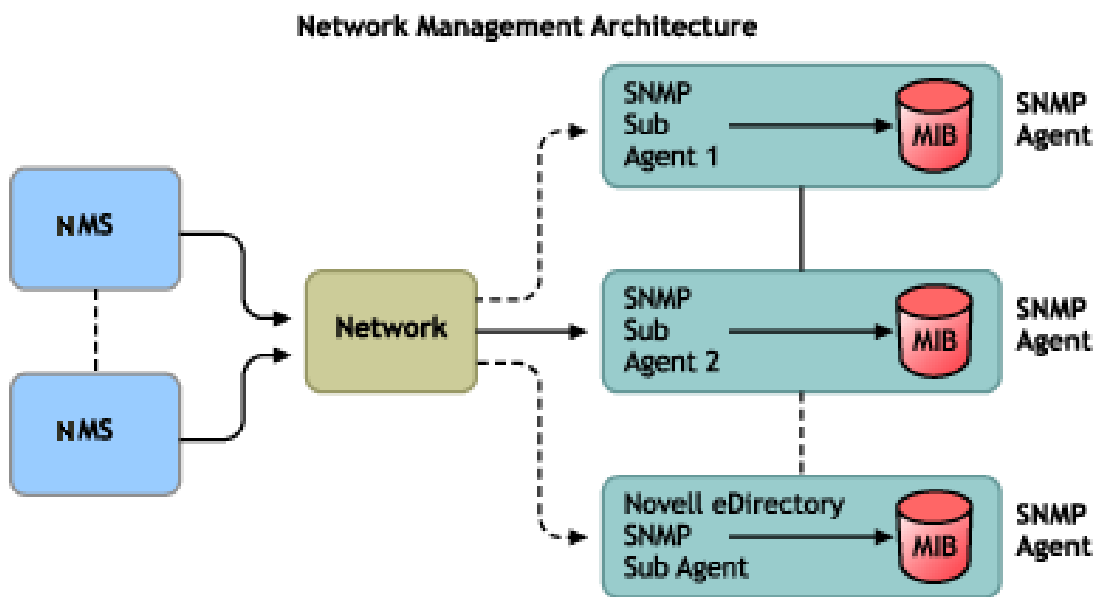 Network Management Architecture
SNMP
Sub
Agent 1
MIB
SNMP
Agent
NMS
Network
SNMP
Sub
Agent 2
MIB
SNMP
Agent
NMS
Novell eDirectory
SNMP
Sub Agent
MIB
SNMP
Agent